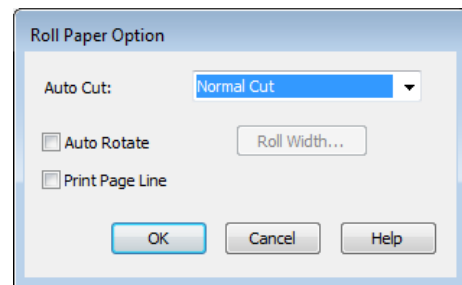 Roll Paper Option
Auto Cut: Normal Cut
Auto Rotate Roll Width...
Print Page Line
OK Cancel Help